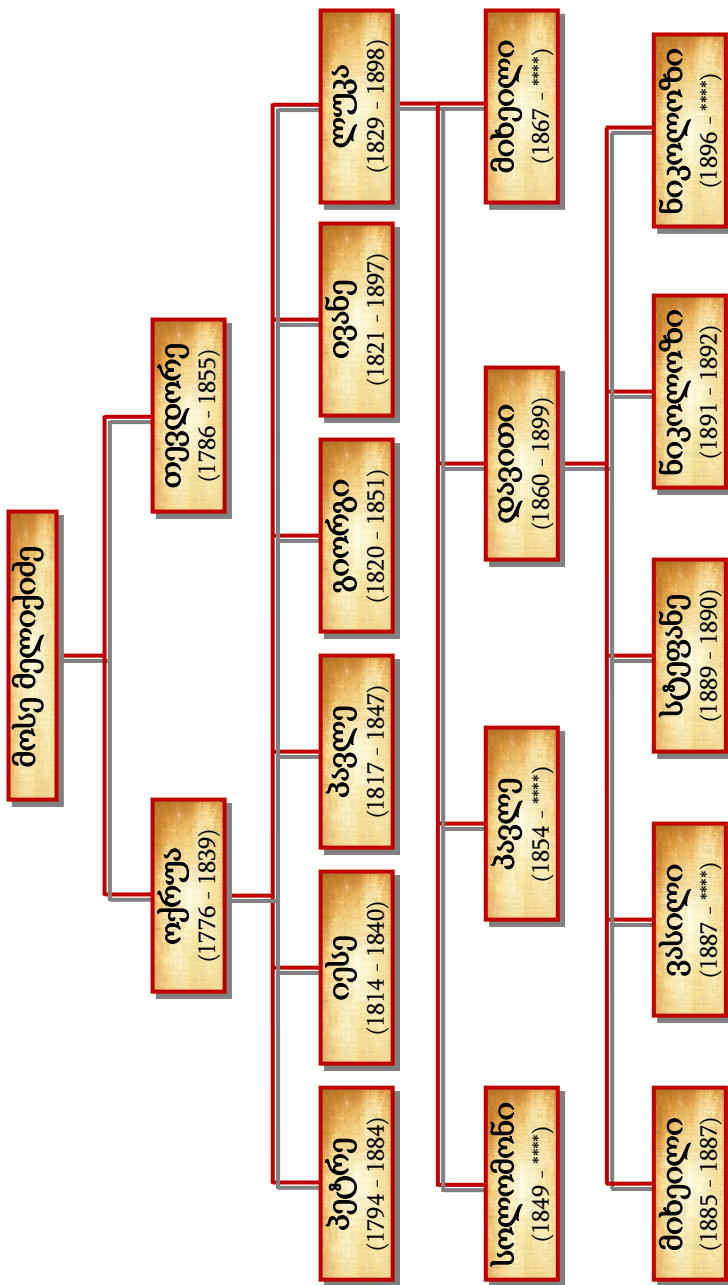 მოსე მელიქიძე
ოქრუა
(1776 - 1839)
თევდორე
(1786 - 1855)
პეტრე
(1794 - 1884)
იესე
(1814 - 1840)
პავლე
(1817 - 1847)
გიორგი
(1820 - 1851)
ივანე
(1821 - 1897)
ლუკა
(1829 - 1898)
სოლომონი
(1849 - ****)
პავლე
(1854 - ****)
დავითი
(1860 - 1899)
მიხეილი
(1867 - ****)
მიხეილი
(1885 - 1887)
ვასილი
(1887 - ****)
სტეფანე
(1889 - 1890)
ნიკოლოზი
(1891 - 1892)
ნიკოლოზი
(1896 - ****)